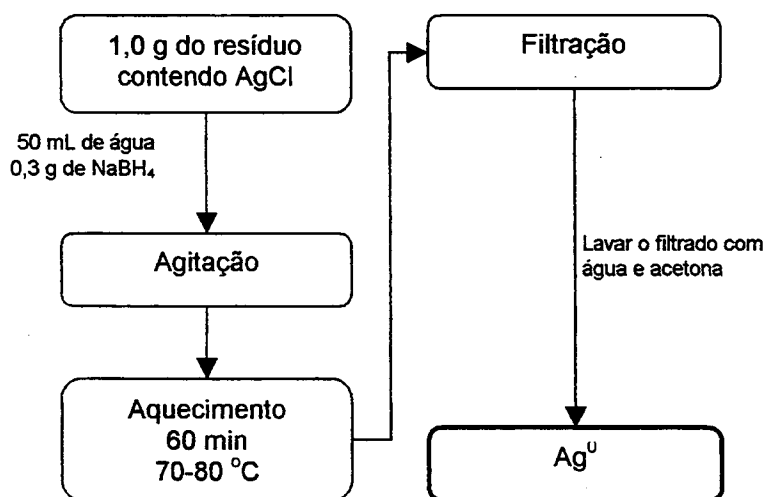 1,0 g do resíduo
contendo AgCl
50 mL de água
0,3 g de NaBH₄
Agitação
Aquecimento
60 min
70-80 °C
Filtração
Lavar o filtrado com
água e acetona
Ag⁰